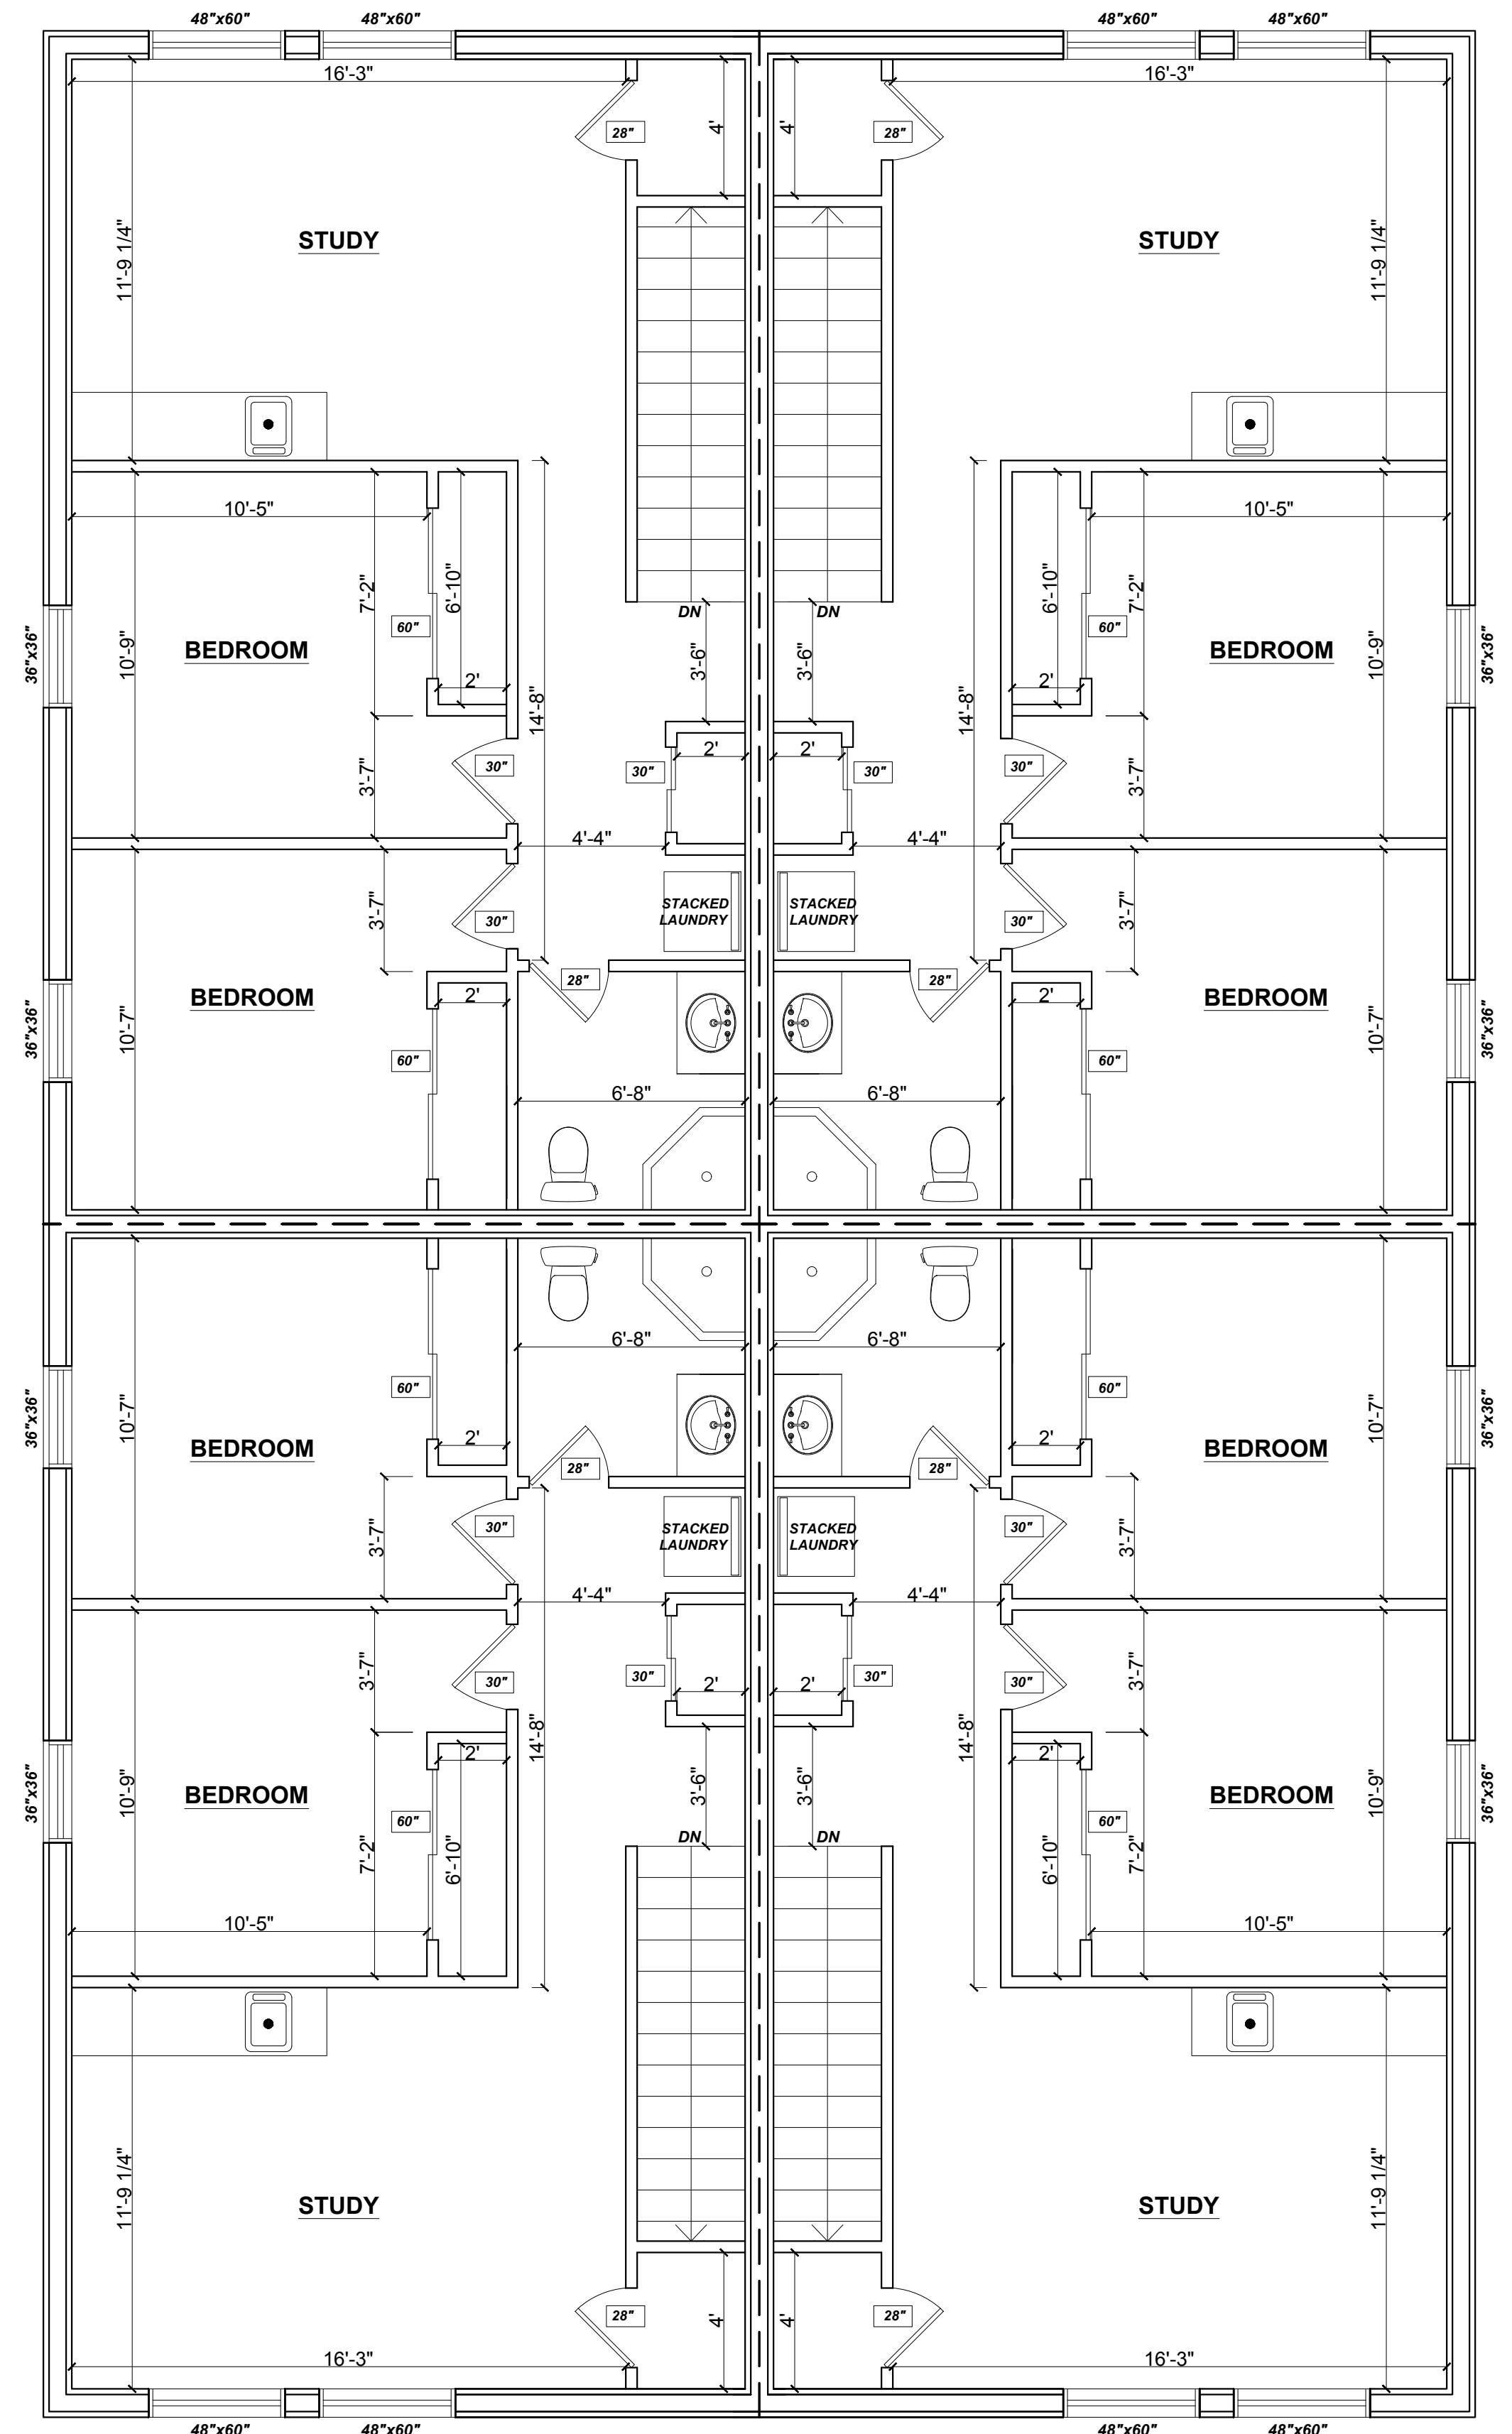 48"x60"
48"x60"
48"x60"
48"x60"
16'-3"
16'-3"
28"
4'
4'
28"
STUDY
STUDY
11'-9 1/4"
11'-9 1/4"
10'-5"
10'-5"
7'-2"
6'-10"
6'-10"
7'-2"
60"
DN
DN
60"
36"x36"
10'-9"
BEDROOM
3'-6"
3'-6"
BEDROOM
10'-9"
36"x36"
2'
2'
14'-8"
14'-8"
3'-7"
30"
30"
2'
2'
30"
30"
3'-7"
4'-4"
4'-4"
3'-7"
30"
STACKED
LAUNDRY
STACKED
LAUNDRY
30"
3'-7"
28"
28"
BEDROOM
2'
2'
BEDROOM
36"x36"
10'-7"
10'-7"
36"x36"
60"
60"
6'-8"
6'-8"
6'-8"
6'-8"
60"
60"
36"x36"
10'-7"
10'-7"
36"x36"
BEDROOM
2'
2'
BEDROOM
28"
28"
3'-7"
30"
STACKED
LAUNDRY
STACKED
LAUNDRY
30"
3'-7"
4'-4"
4'-4"
3'-7"
30"
30"
2'
2'
30"
30"
3'-7"
14'-8"
14'-8"
2'
2'
36"x36"
10'-9"
BEDROOM
3'-6"
3'-6"
BEDROOM
10'-9"
36"x36"
60"
DN
DN
60"
7'-2"
6'-10"
6'-10"
7'-2"
10'-5"
10'-5"
11'-9 1/4"
11'-9 1/4"
STUDY
STUDY
28"
4'
4'
28"
16'-3"
16'-3"
48"x60"
48"x60"
48"x60"
48"x60"